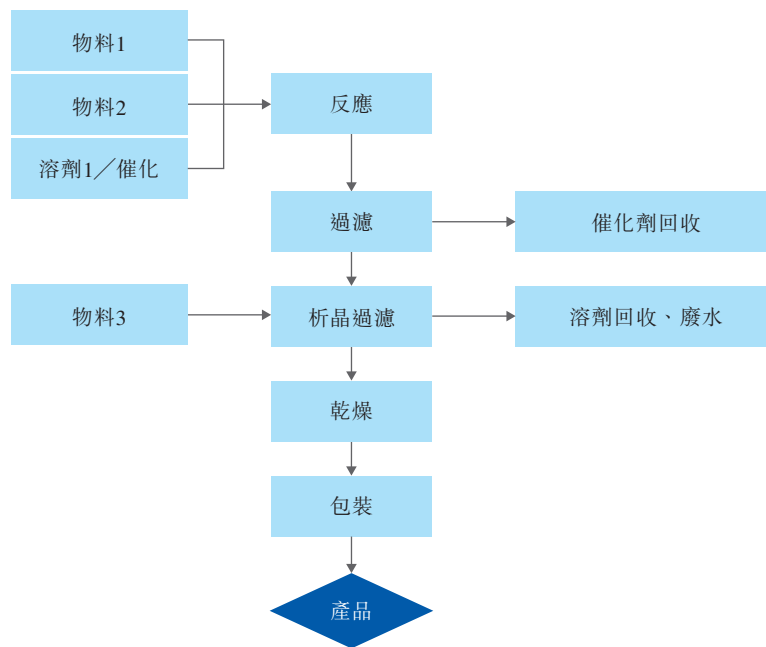 物料1
物料2
溶劑1／催化
反應
過濾
催化劑回收
物料3
析晶過濾
溶劑回收、廢水
乾燥
包裝
產品